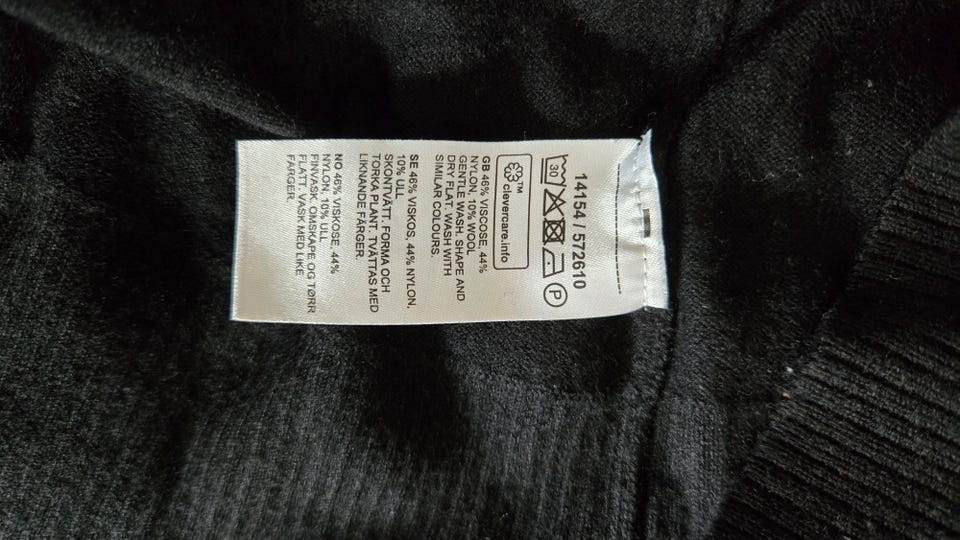 14154 / 572610
30 P
™ clevercare.info
GB 46% VISCOSE, 44%
NYLON, 10% WOOL
GENTLE WASH. SHAPE AND
DRY FLAT. WASH WITH
SIMILAR COLOURS.
SE 46% VISKOS, 44% NYLON,
10% ULL
SKONTVÄTT. FORMA OCH
TORKA PLANT. TVÄTTAS MED
LIKNANDE FÄRGER.
NO 46% VISKOSE, 44%
NYLON, 10% ULL
FINVASK. OMSKAPE OG TØRR
FLATT. VASK MED LIKE
FARGER.